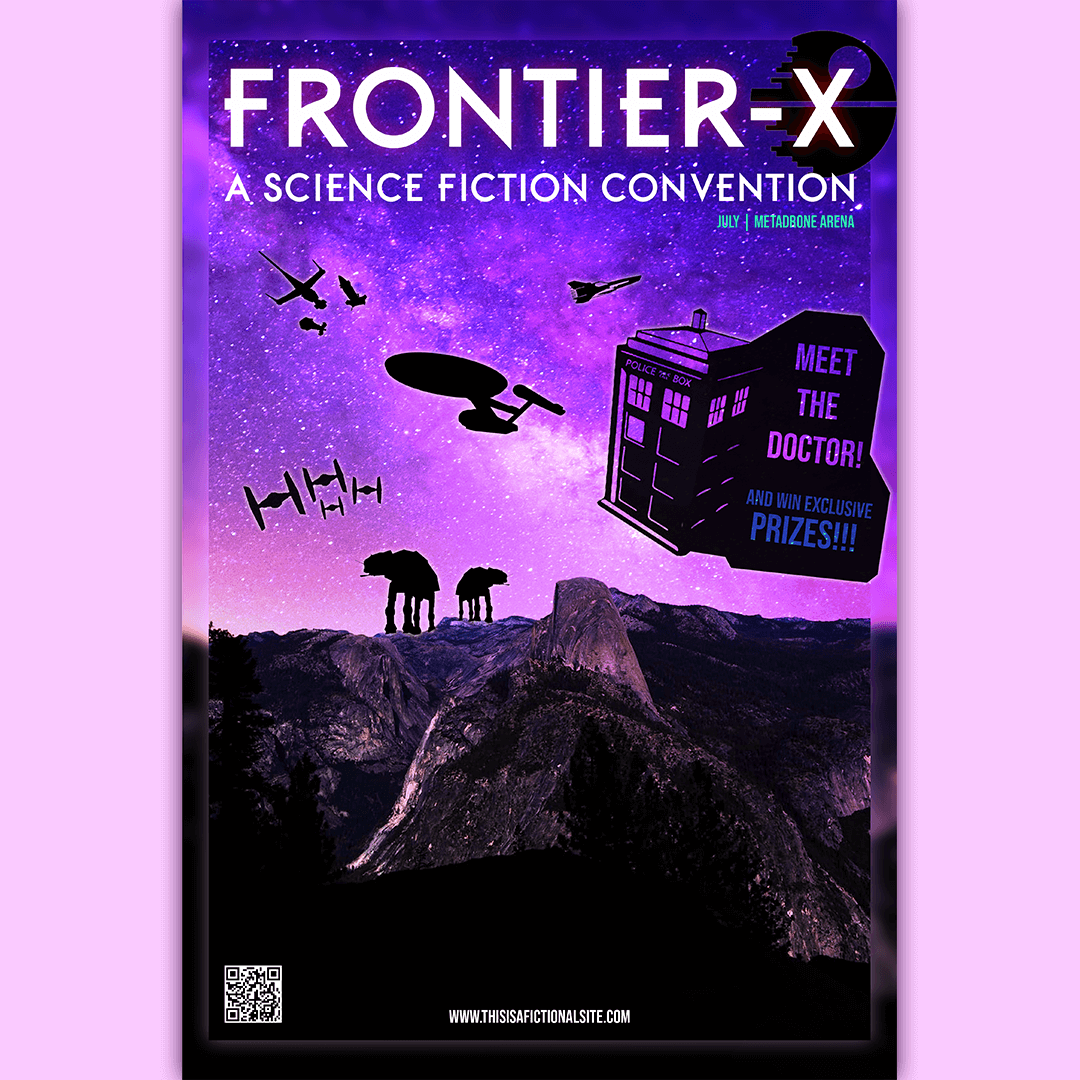 FRONTIER-X
A SCIENCE FICTION CONVENTION
JULY | METADBONE ARENA
POLICE BOX
MEET
THE
DOCTOR!
AND WIN EXCLUSIVE
PRIZES!!!
WWW.THISISAFICTIONALSITE.COM